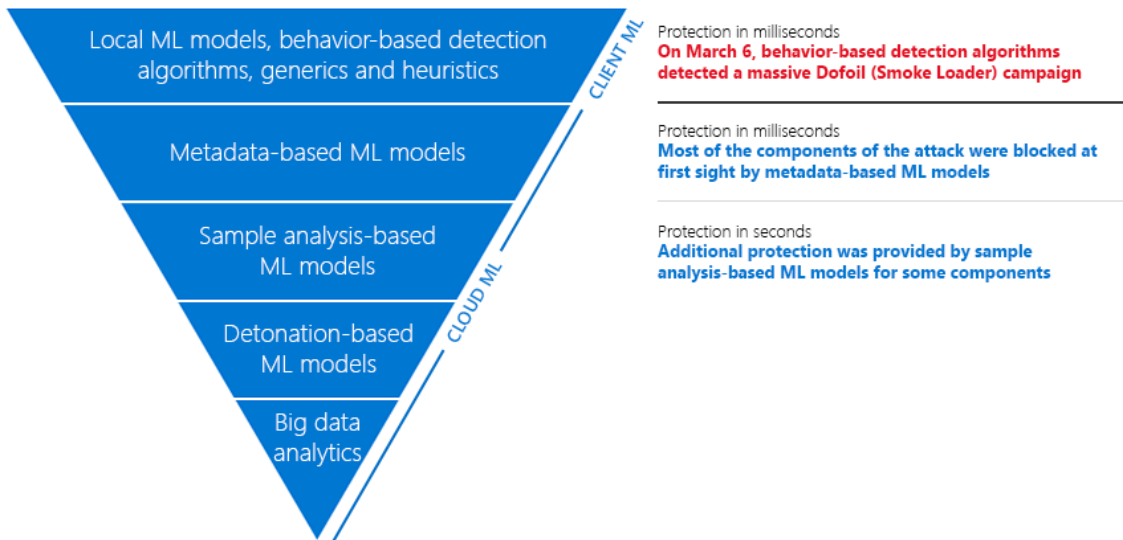 Local ML models, behavior-based detection
algorithms, generics and heuristics
CLIENT ML
Protection in milliseconds
On March 6, behavior-based detection algorithms
detected a massive Dofoil (Smoke Loader) campaign
Metadata-based ML models
Protection in milliseconds
Most of the components of the attack were blocked at
first sight by metadata-based ML models
Sample analysis-based
ML models
Protection in seconds
Additional protection was provided by sample
analysis-based ML models for some components
CLOUD ML
Detonation-based
ML models
Big data
analytics